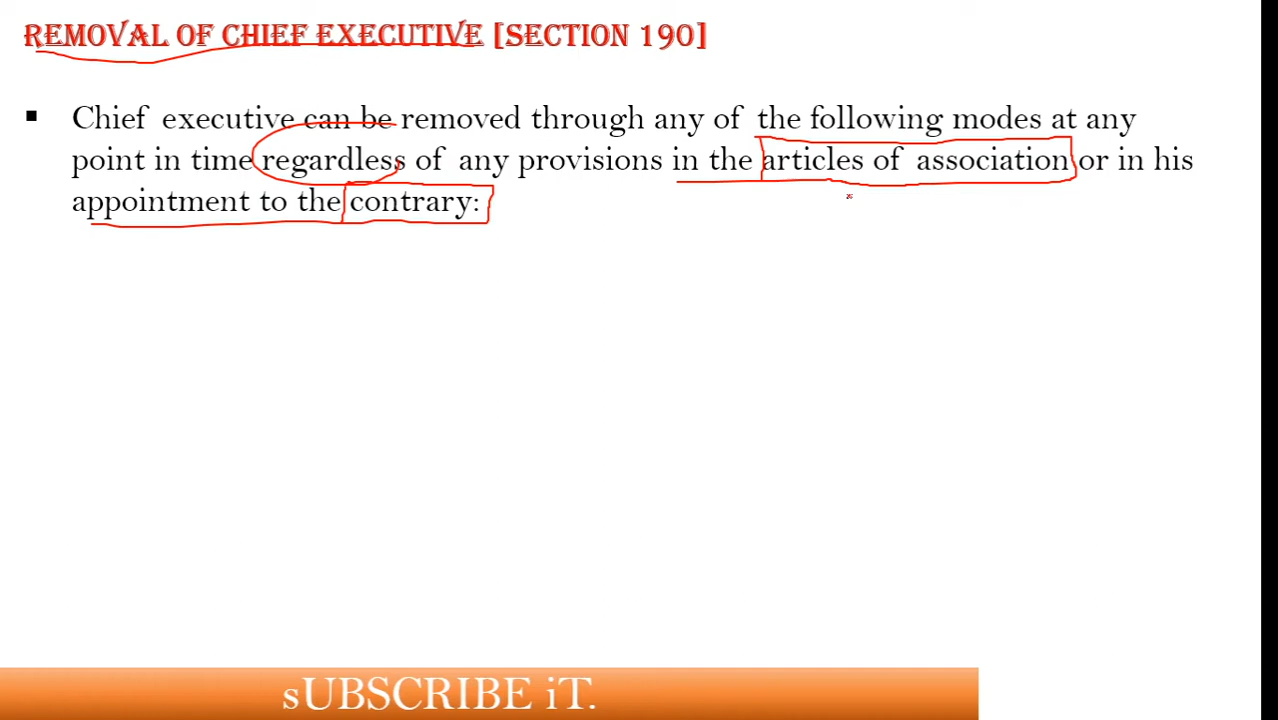 REMOVAL OF CHIEF EXECUTIVE [SECTION 190]
▪ Chief executive can be removed through any of the following modes at any
point in time regardless of any provisions in the articles of association or in his
appointment to the contrary:
sUBSCRIBE iT.